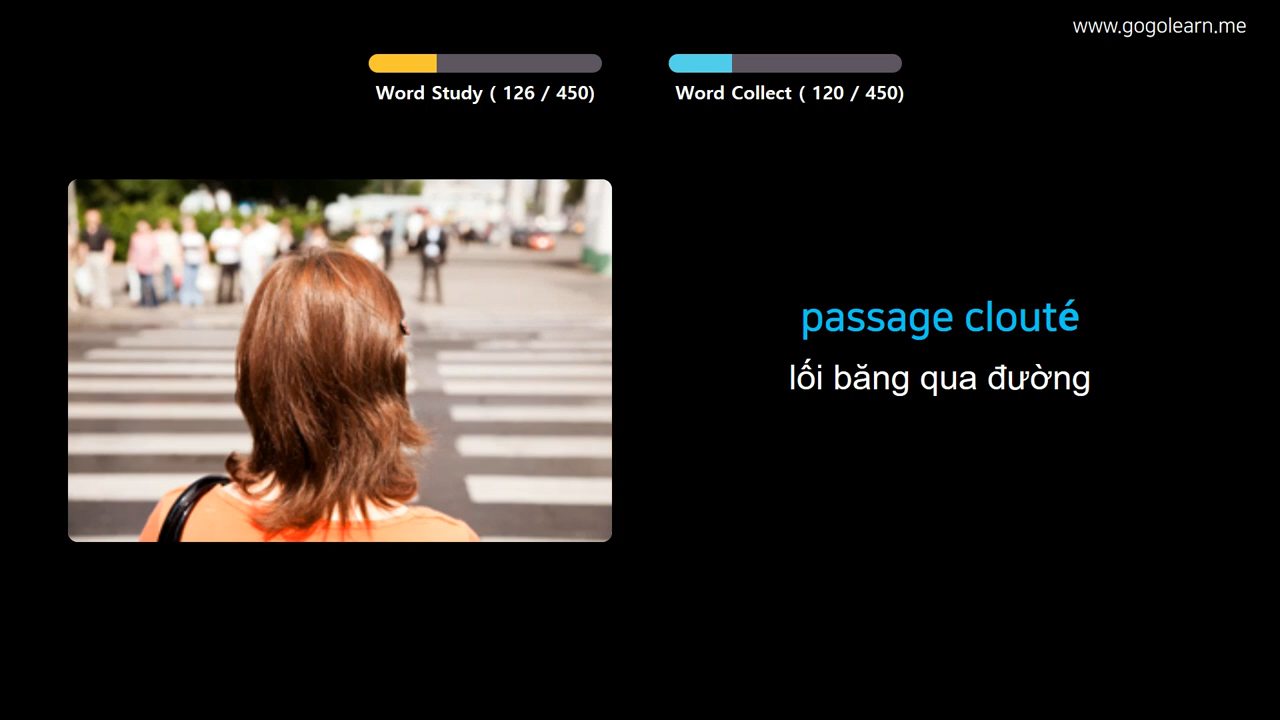 www.gogolearn.me
Word Study ( 126 / 450)
Word Collect ( 120 / 450)
passage clouté
lối băng qua đường